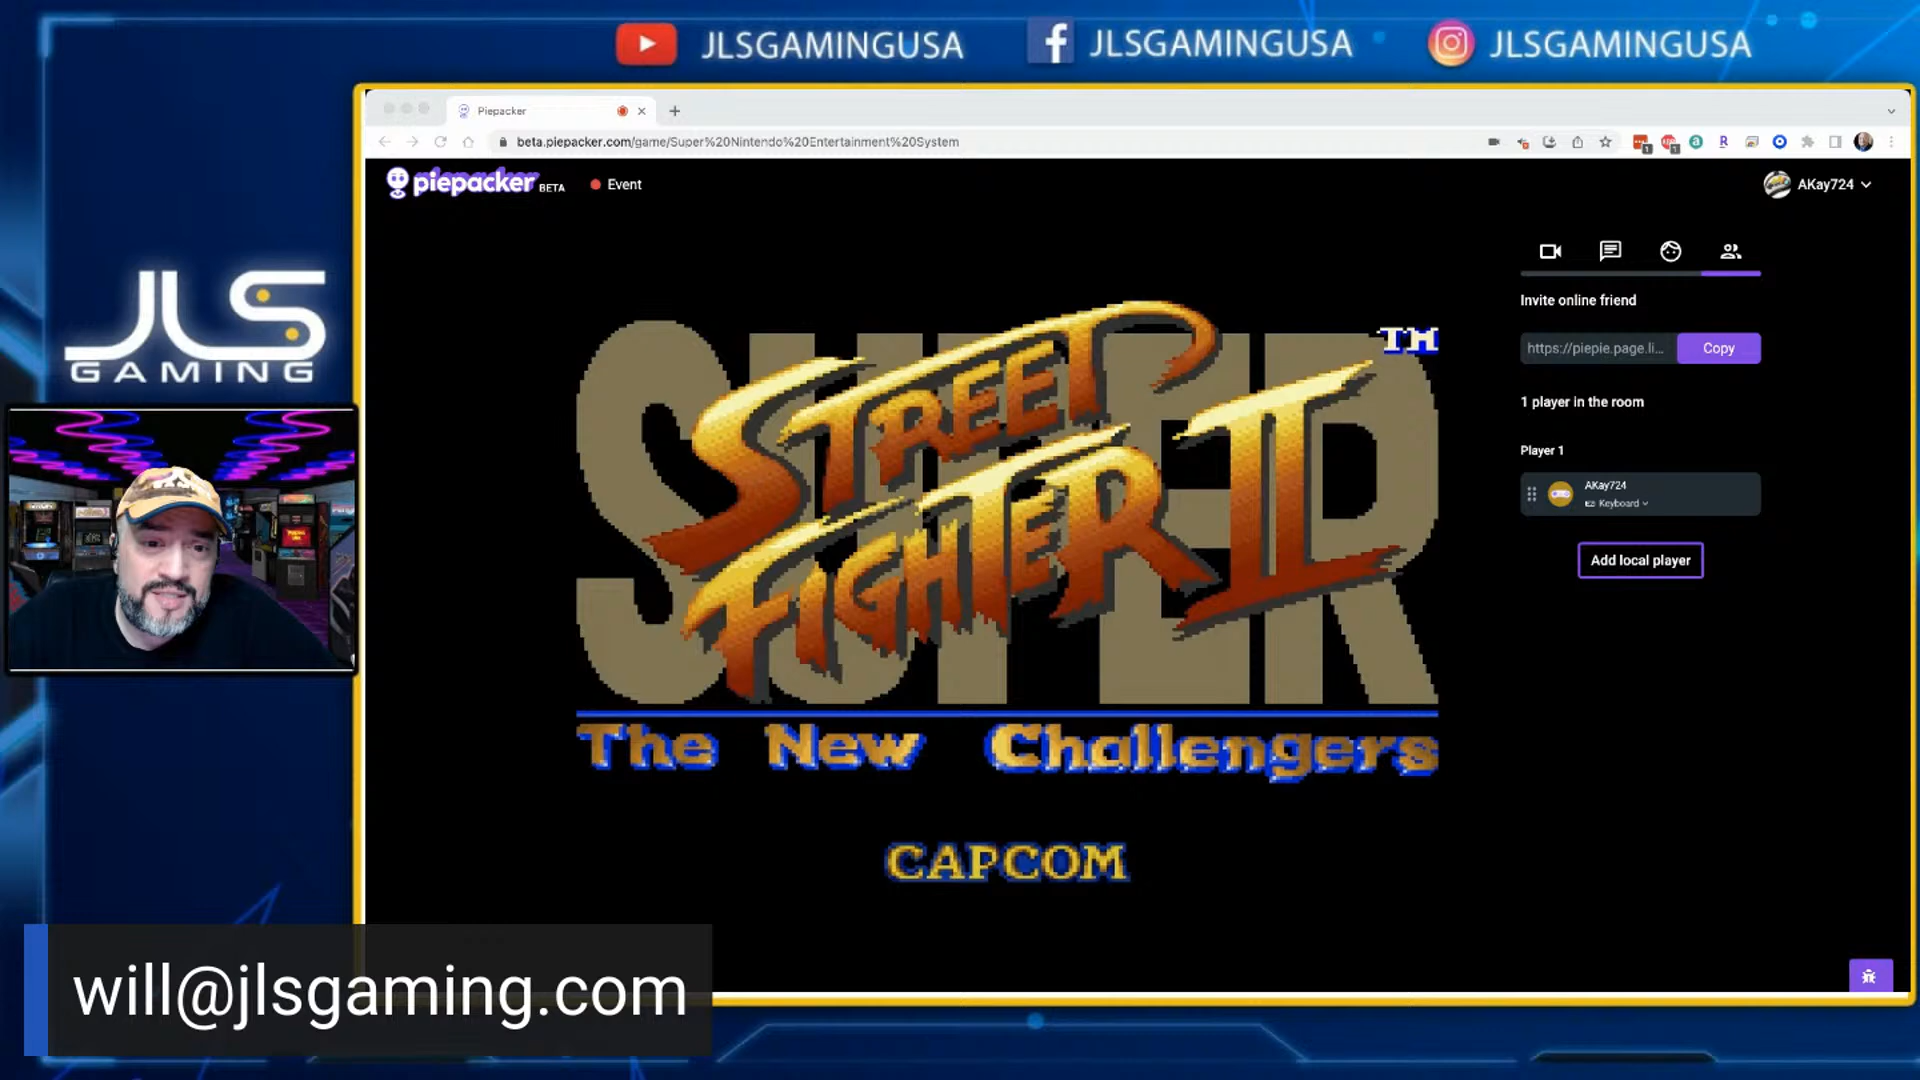 JLSGAMINGUSA
JLSGAMINGUSA
JLSGAMINGUSA
Piepacker
beta.piepacker.com/game/Super%20Nintendo%20Entertainment%20System
piepacker BETA
Event
AKay724
JLS
GAMING
Invite online friend
https://piepie.page.li...
Copy
1 player in the room
Player 1
AKay724
Keyboard
Add local player
SUPER
STREET
FIGHTER II
TM
The New Challengers
CAPCOM
will@jlsgaming.com